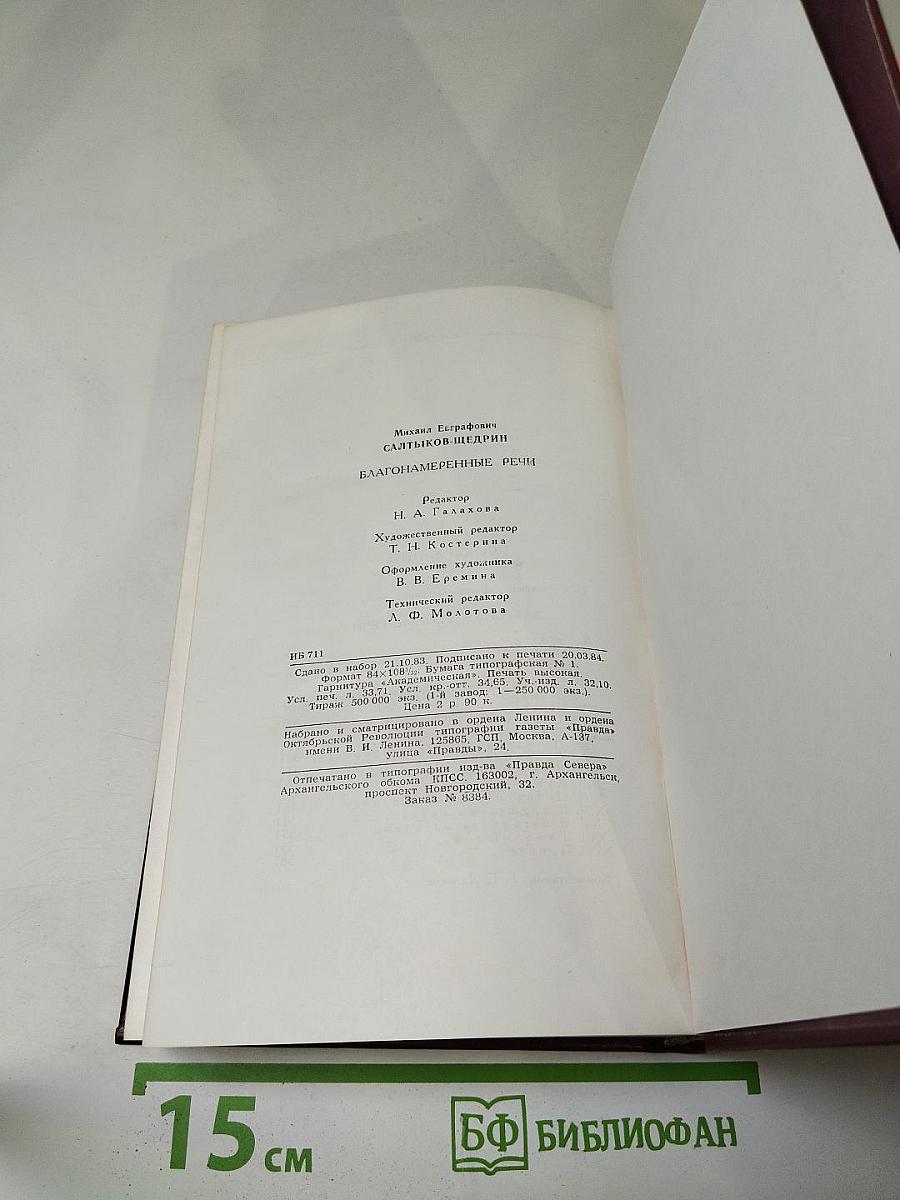 Михаил Евграфович
САЛТЫКОВ-ЩЕДРИН
БЛАГОНАМЕРЕННЫЕ РЕЧИ
Редактор
Н. А. Галахова
Художественный редактор
Т. Н. Костерина
Оформление художника
В. В. Еремина
Технический редактор
Л. Ф. Молотова
ИБ 711
Сдано в набор 21.10.83. Подписано к печати 20.03.84.
Формат 84×108¹/₃₂. Бумага типографская № 1.
Гарнитура «Академическая». Печать высокая.
Усл. печ. л. 33,71. Усл. кр.-отт. 34,65. Уч.-изд. л. 32,10.
Тираж 500 000 экз. (1-й завод: 1—250 000 экз.).
Цена 2 р 90 к.
Набрано и сматрицировано в ордена Ленина и ордена
Октябрьской Революции типографии газеты «Правда»
имени В. И. Ленина. 125865, ГСП, Москва, А-137,
улица «Правды», 24.
Отпечатано в типографии изд-ва «Правда Севера»
Архангельского обкома КПСС. 163002, г. Архангельск,
проспект Новгородский, 32.
Заказ № 8384.
15 см
БФ БИБЛИОФАН